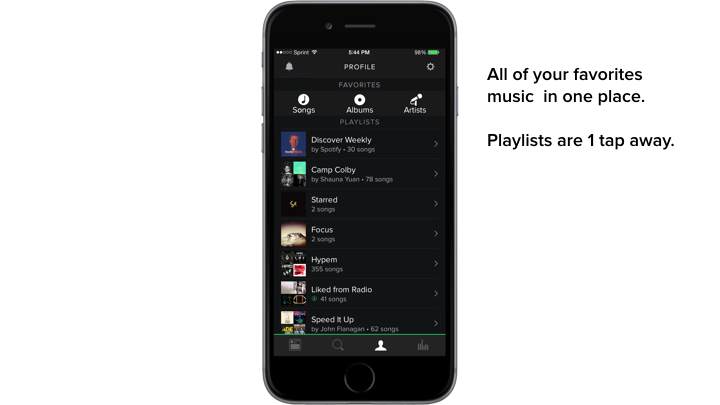 ●●○○○ Sprint
5:44 PM
98%
PROFILE
FAVORITES
Songs
Albums
Artists
PLAYLISTS
Discover Weekly
by Spotify • 30 songs
Camp Colby
by Shauna Yuan • 78 songs
Starred
2 songs
Focus
2 songs
Hypem
355 songs
Liked from Radio
41 songs
Speed It Up
by John Flanagan • 62 songs
All of your favorites
music  in one place.
Playlists are 1 tap away.